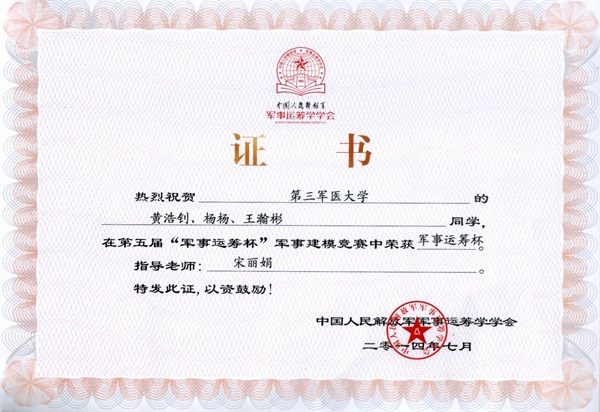 中国人民解放军
军事运筹学学会
证书
热烈祝贺 第三军医大学 的
黄浩钊、杨杨、王瀚彬 同学，
在第五届“军事运筹杯”军事建模竞赛中荣获 军事运筹杯。
指导老师：宋丽娟。
特发此证，以资鼓励！
中国人民解放军军事运筹学学会
二〇一四年七月